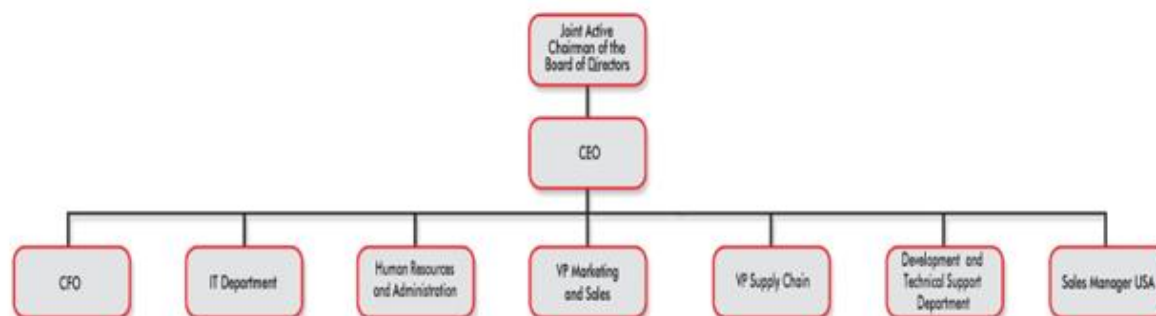 Joint Active
Chairman of the
Board of Directors
CEO
CFO
IT Department
Human Resources
and Administration
VP Marketing
and Sales
VP Supply Chain
Development and
Technical Support
Department
Sales Manager USA